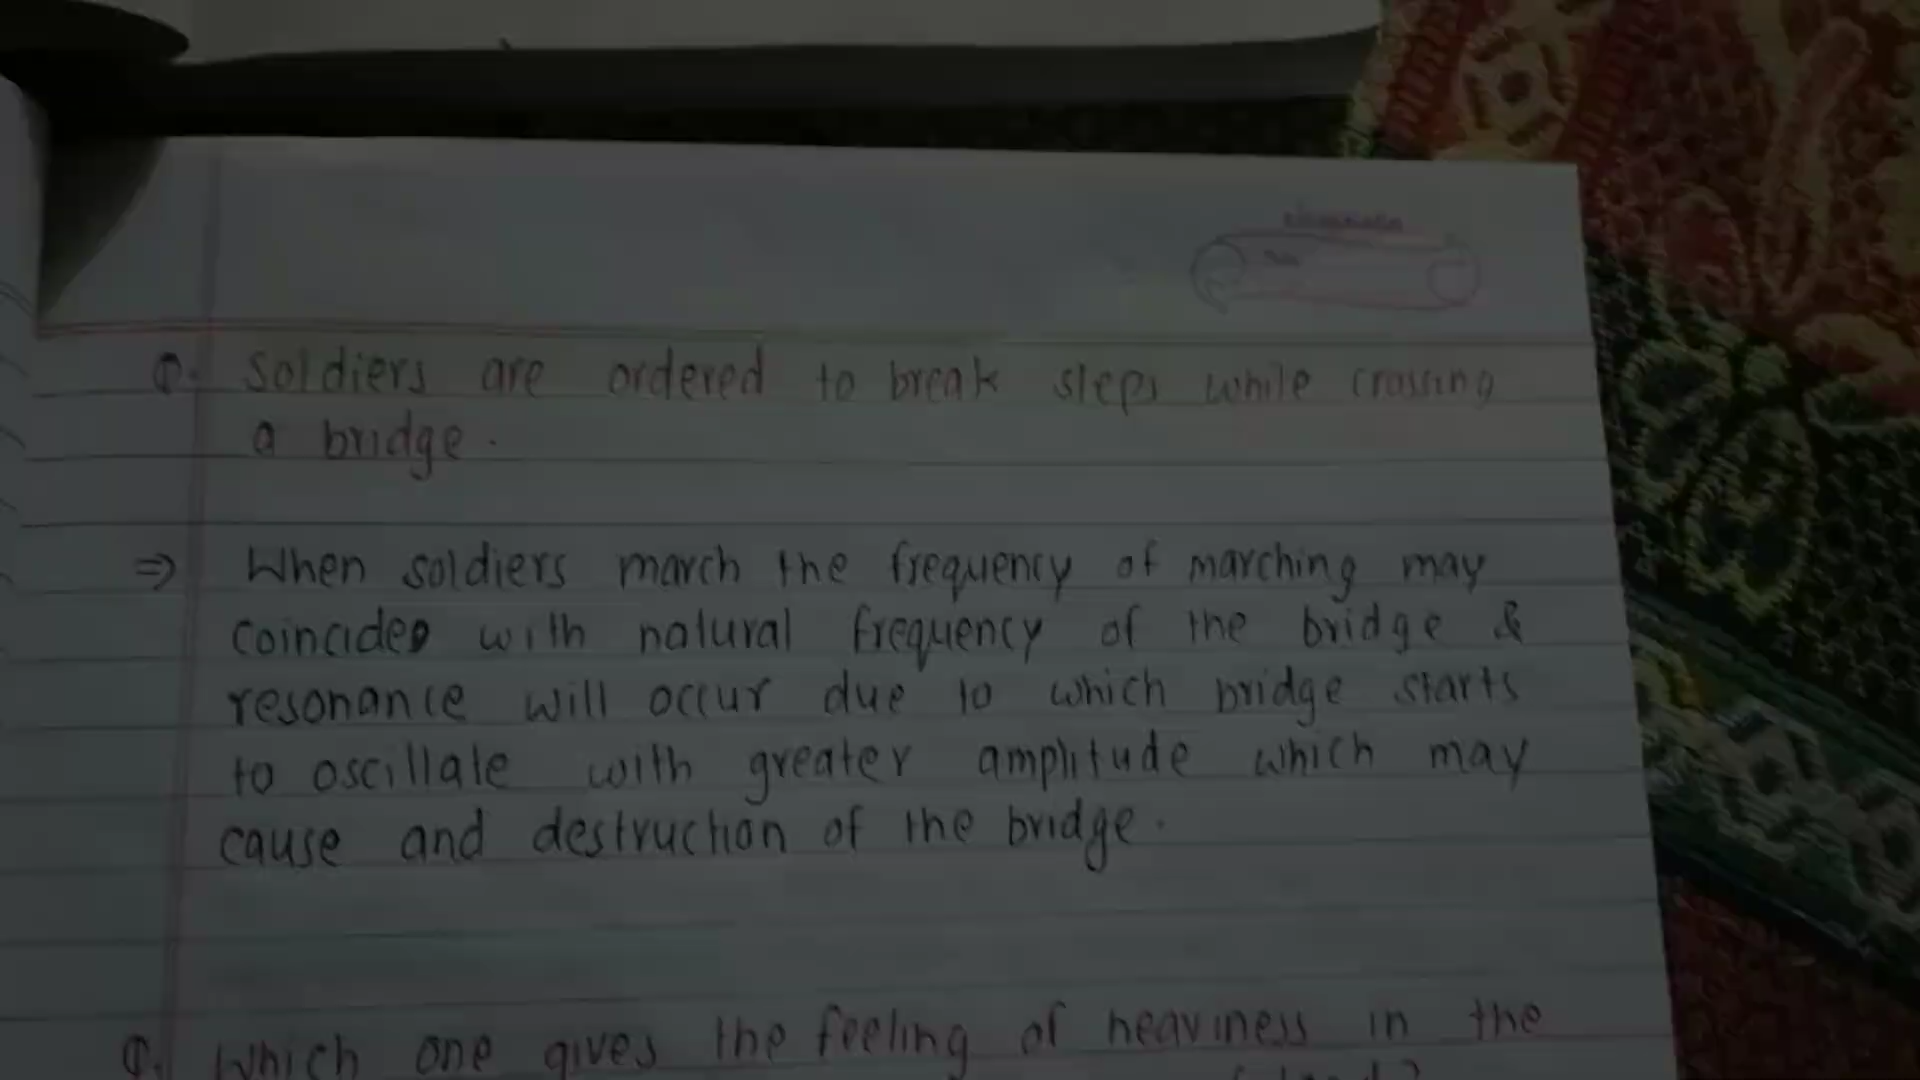 Q. Soldiers are ordered to break steps while crossing
a bridge.
⇒ When soldiers march the frequency of marching may
coincides with natural frequency of the bridge &
resonance will occur due to which bridge starts
to oscillate with greater amplitude which may
cause and destruction of the bridge.
Q. Which one gives the feeling of heaviness in the